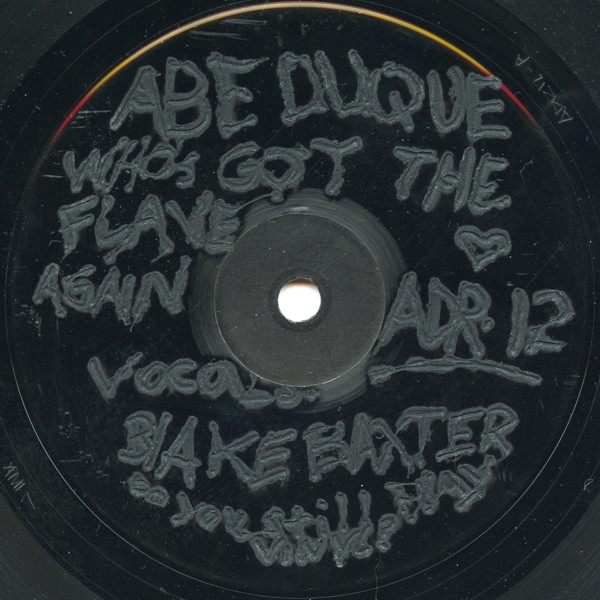 ABE DUQUE
WHO'S GOT THE
FLAVE
AGAIN
ADR. 12
VOCALS:
BLAKE BAXTER
DO YOU Still PLAY
VINYL?